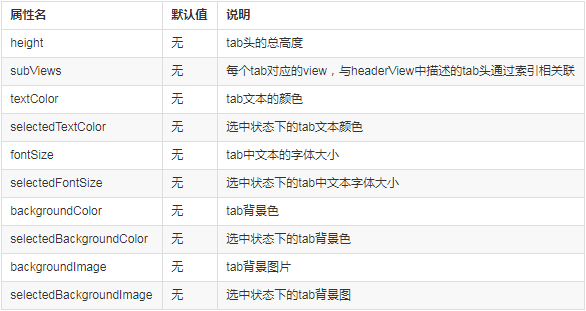 属性名 默认值 说明
height 无 tab头的总高度
subViews 无 每个tab对应的view，与headerView中描述的tab头通过索引相关联
textColor 无 tab文本的颜色
selectedTextColor 无 选中状态下的tab文本颜色
fontSize 无 tab中文本的字体大小
selectedFontSize 无 选中状态下的tab中文本字体大小
backgroundColor 无 tab背景色
selectedBackgroundColor 无 选中状态下的tab背景色
backgroundImage 无 tab背景图片
selectedBackgroundImage 无 选中状态下的tab背景图